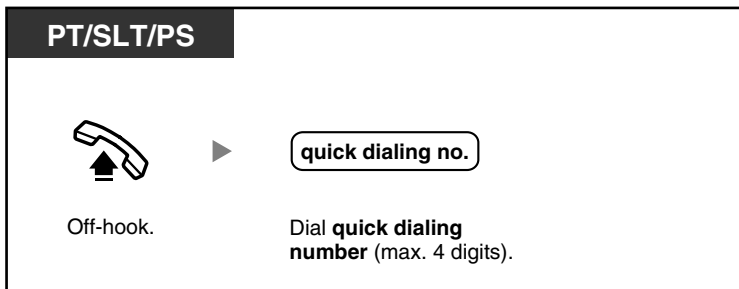 PT/SLT/PS
quick dialing no.
Off-hook.
Dial quick dialing
number (max. 4 digits).